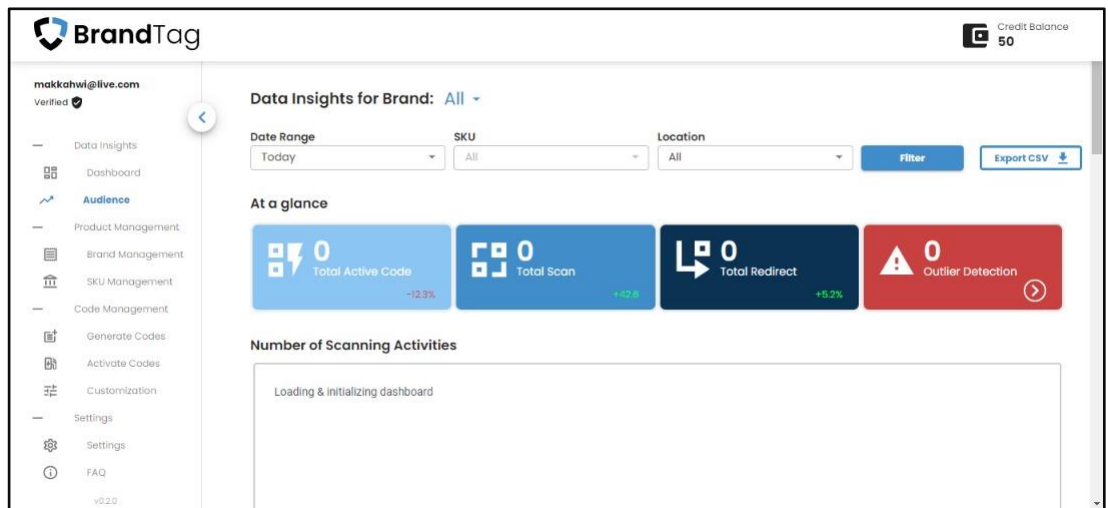 BrandTag
Credit Balance
50
makkahwi@live.com
Verified
Data Insights
Dashboard
Audience
Product Management
Brand Management
SKU Management
Code Management
Generate Codes
Activate Codes
Customization
Settings
Settings
FAQ
v0.2.0
Data Insights for Brand: All
Date Range SKU Location
Today All All Filter Export CSV
At a glance
0
Total Active Code
-12.3%
0
Total Scan
+42.6
0
Total Redirect
+5.2%
0
Outlier Detection
Number of Scanning Activities
Loading & initializing dashboard